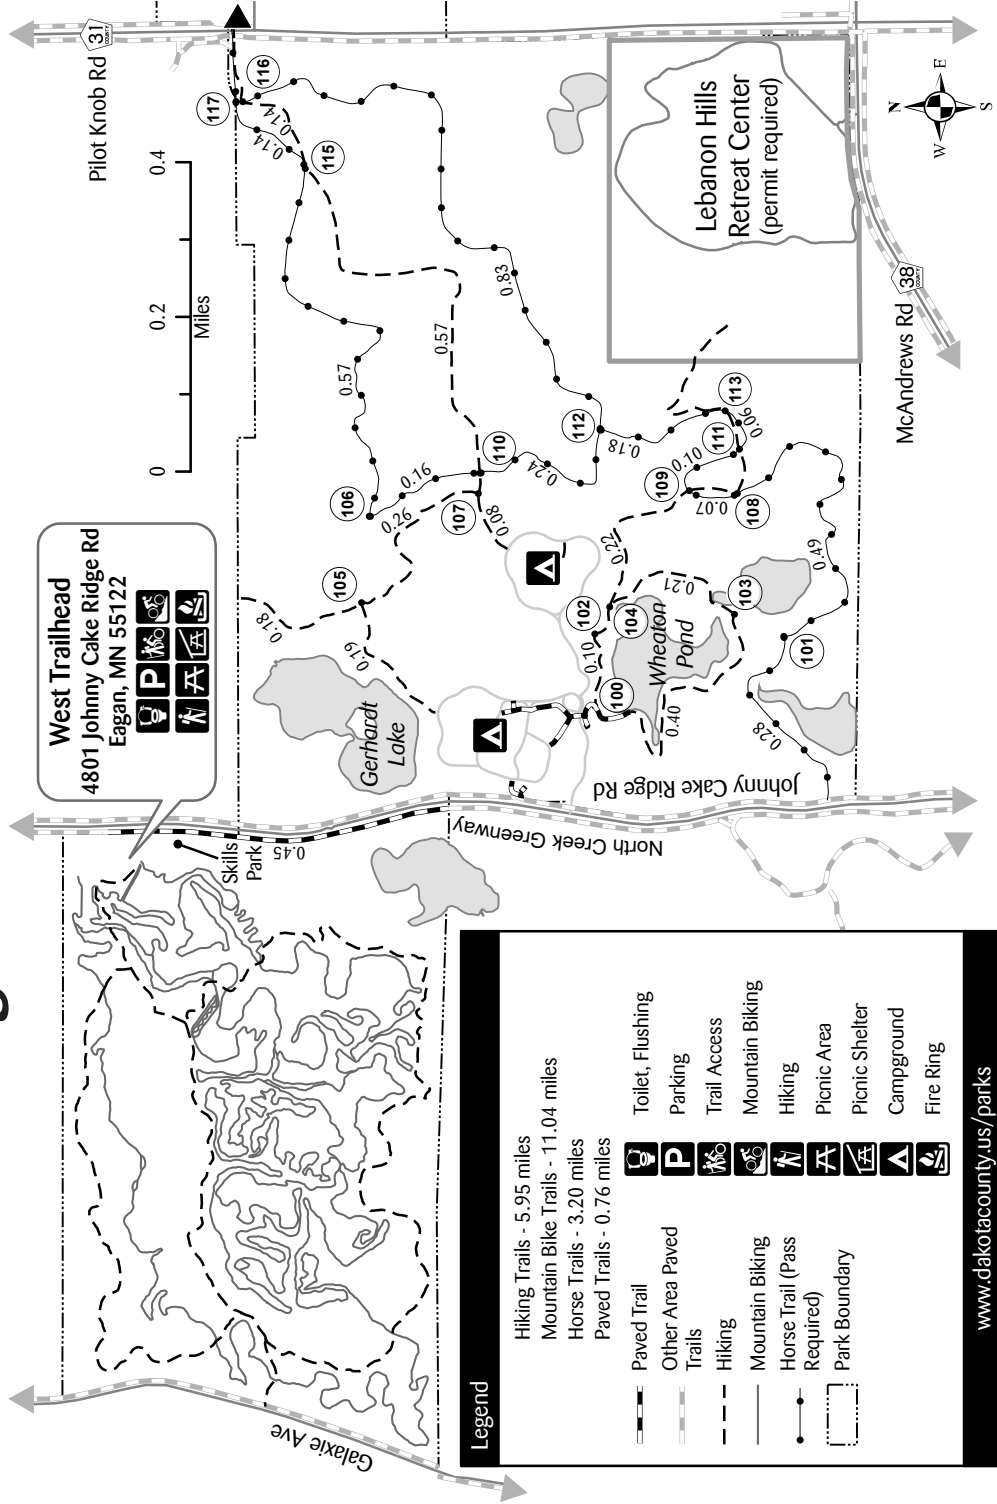 West Trailhead
4801 Johnny Cake Ridge Rd
Eagan, MN 55122
P
Skills
Park
0.45
North Creek Greenway
Johnny Cake Ridge Rd
Galaxie Ave
Gerhardt
Lake
Wheaton
Pond
0
0.2
0.4
Miles
Pilot Knob Rd
31
COUNTY
McAndrews Rd
38
COUNTY
Lebanon Hills
Retreat Center
(permit required)
N
E
S
W
100
101
102
103
104
105
106
107
108
109
110
111
112
113
115
116
117
0.18
0.19
0.26
0.16
0.08
0.57
0.57
0.14
0.14
0.83
0.24
0.18
0.10
0.06
0.07
0.22
0.21
0.10
0.40
0.28
0.49
Legend
Hiking Trails - 5.95 miles
Mountain Bike Trails - 11.04 miles
Horse Trails - 3.20 miles
Paved Trails - 0.76 miles
Paved Trail
Other Area Paved
Trails
Hiking
Mountain Biking
Horse Trail (Pass
Required)
Park Boundary
Toilet, Flushing
P
Parking
Trail Access
Mountain Biking
Hiking
Picnic Area
Picnic Shelter
Campground
Fire Ring
www.dakotacounty.us/parks